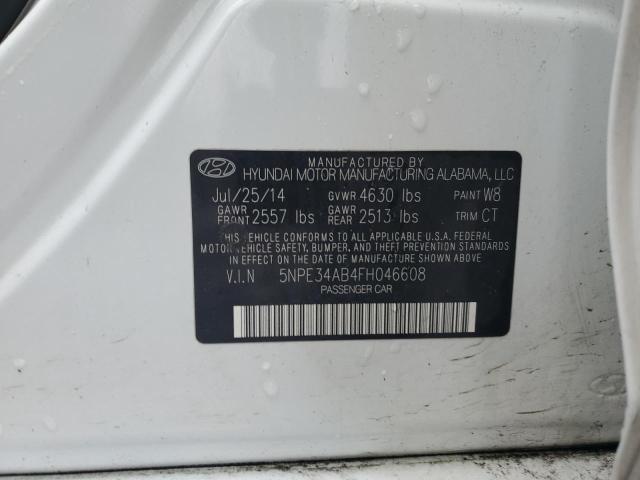 MANUFACTURED BY
HYUNDAI MOTOR MANUFACTURING ALABAMA, LLC
Jul/25/14 GVWR 4630 lbs PAINT W8
GAWR FRONT 2557 lbs GAWR REAR 2513 lbs TRIM CT
THIS VEHICLE CONFORMS TO ALL APPLICABLE U.S.A. FEDERAL
MOTOR VEHICLE SAFETY, BUMPER, AND THEFT PREVENTION STANDARDS
IN EFFECT ON THE DATE OF MANUFACTURE SHOWN ABOVE.
V.I.N 5NPE34AB4FH046608
PASSENGER CAR